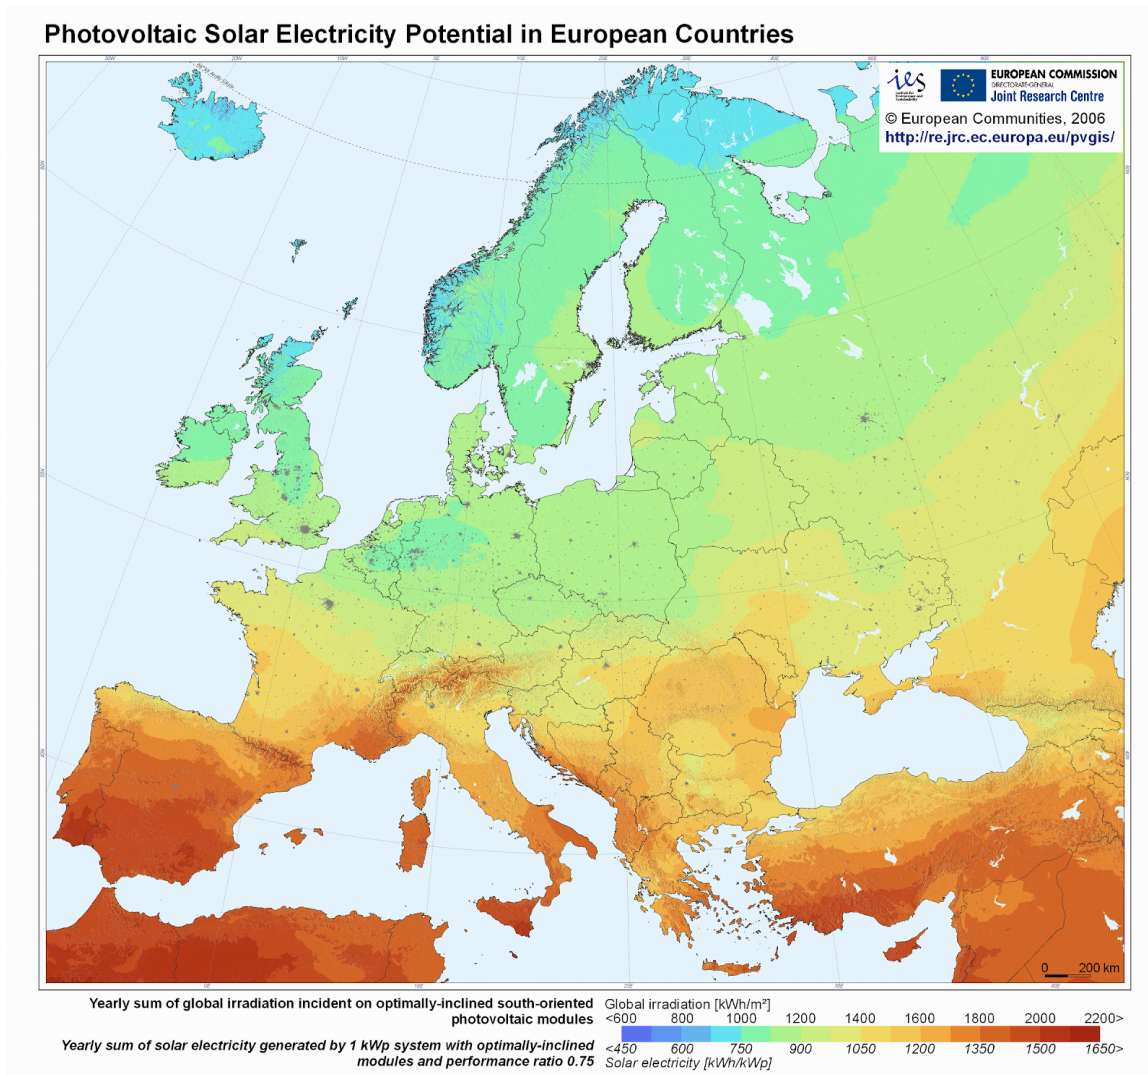 Photovoltaic Solar Electricity Potential in European Countries
ies
EUROPEAN COMMISSION
DIRECTORATE-GENERAL
Joint Research Centre
© European Communities, 2006
http://re.jrc.ec.europa.eu/pvgis/
0 200 km
Yearly sum of global irradiation incident on optimally-inclined south-oriented
photovoltaic modules
Yearly sum of solar electricity generated by 1 kWp system with optimally-inclined
modules and performance ratio 0.75
Global irradiation [kWh/m²]
<600 800 1000 1200 1400 1600 1800 2000 2200>
<450 600 750 900 1050 1200 1350 1500 1650>
Solar electricity [kWh/kWp]